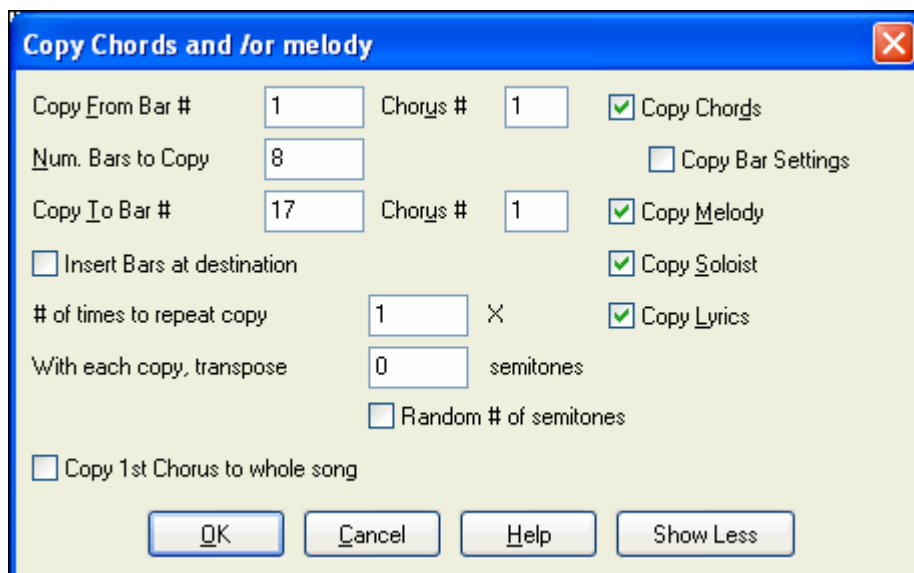 Copy Chords and /or melody
Copy From Bar # 1 Chorus # 1 Copy Chords
Num. Bars to Copy 8 Copy Bar Settings
Copy To Bar # 17 Chorus # 1 Copy Melody
Insert Bars at destination Copy Soloist
# of times to repeat copy 1 X Copy Lyrics
With each copy, transpose 0 semitones
Random # of semitones
Copy 1st Chorus to whole song
OK Cancel Help Show Less